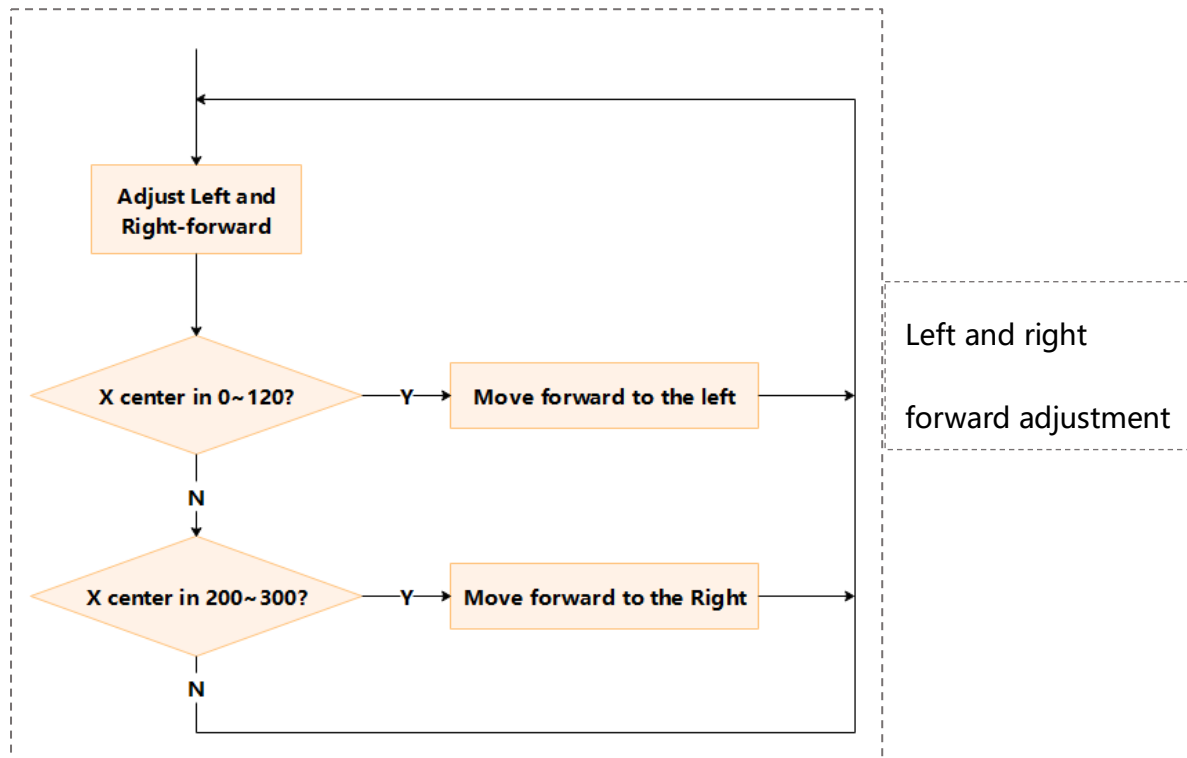 Adjust Left and
Right-forward
X center in 0~120?
Y
Move forward to the left
Left and right
forward adjustment
N
X center in 200~300?
Y
Move forward to the Right
N